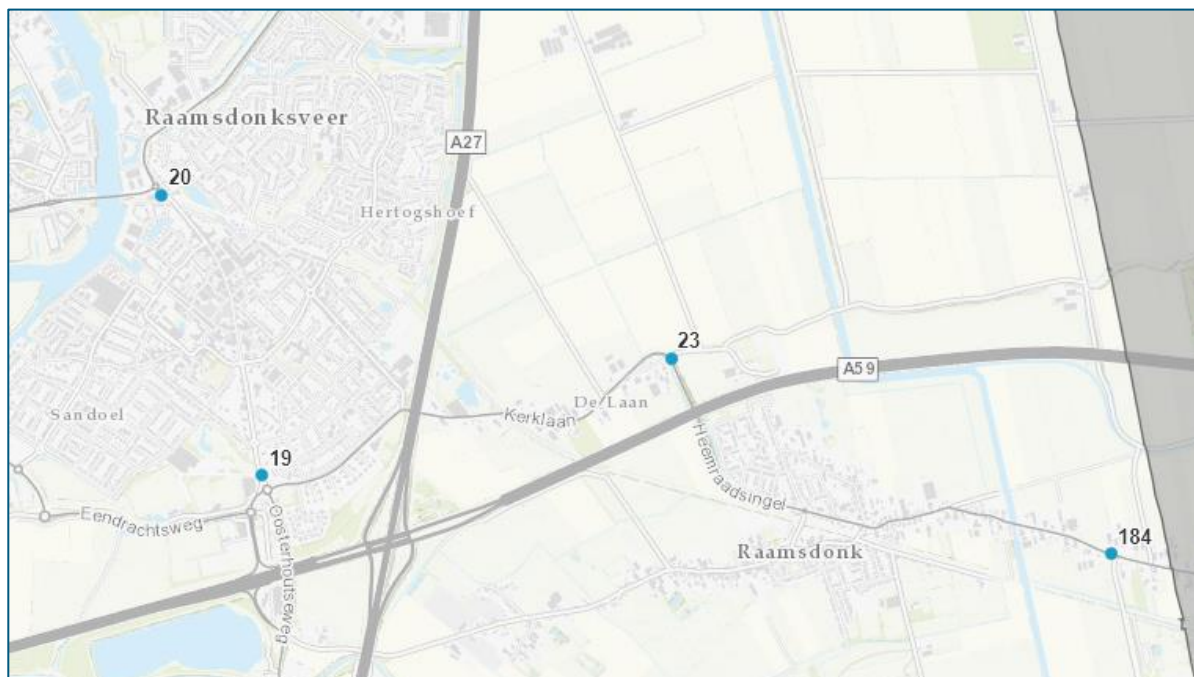 Raamsdonksveer
A27
20
Hertogshoef
23
A59
De Laan
Kerklaan
Sandoel
19
Heemraadsingel
Eendrachtsweg
Oosterhoutseweg
Raamsdonk
184